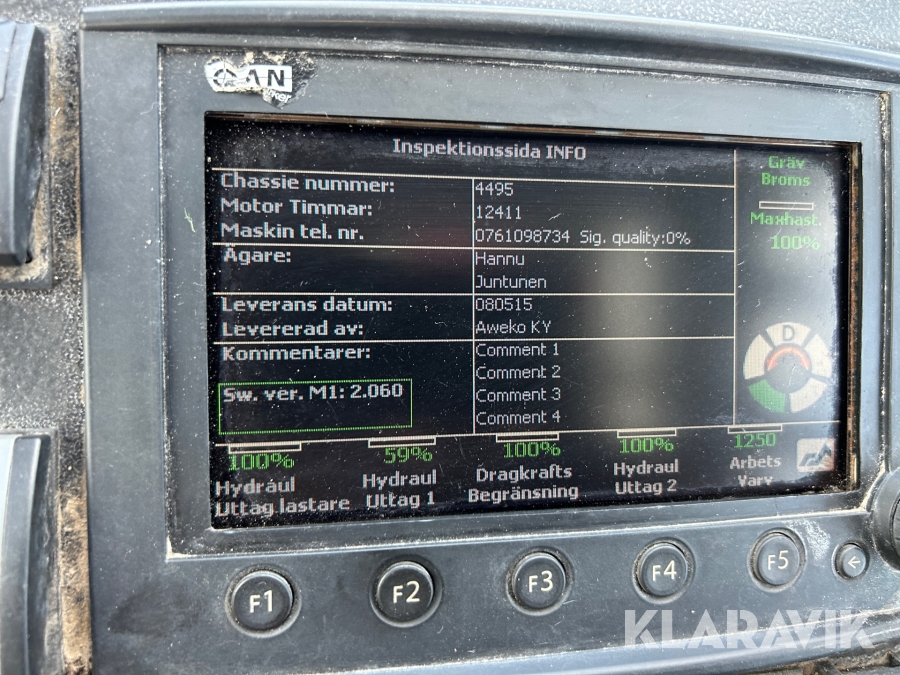 Inspektionssida INFO
Gräv
Broms
Chassie nummer: 4495
Motor Timmar: 12411
Maxhast.
Maskin tel. nr. 0761098734 Sig. quality:0%
100%
Ägare: Hannu
Juntunen
Leverans datum: 080515
Levererad av: Aweko KY
D
Kommentarer: Comment 1
Comment 2
Sw. ver. M1: 2.060 Comment 3
Comment 4
100% 59% 100% 100% 1250
Hydraul Hydraul Dragkrafts Hydraul Arbets
Uttag lastare Uttag 1 Begränsning Uttag 2 Varv
F1 F2 F3 F4 F5
KLARAVIK